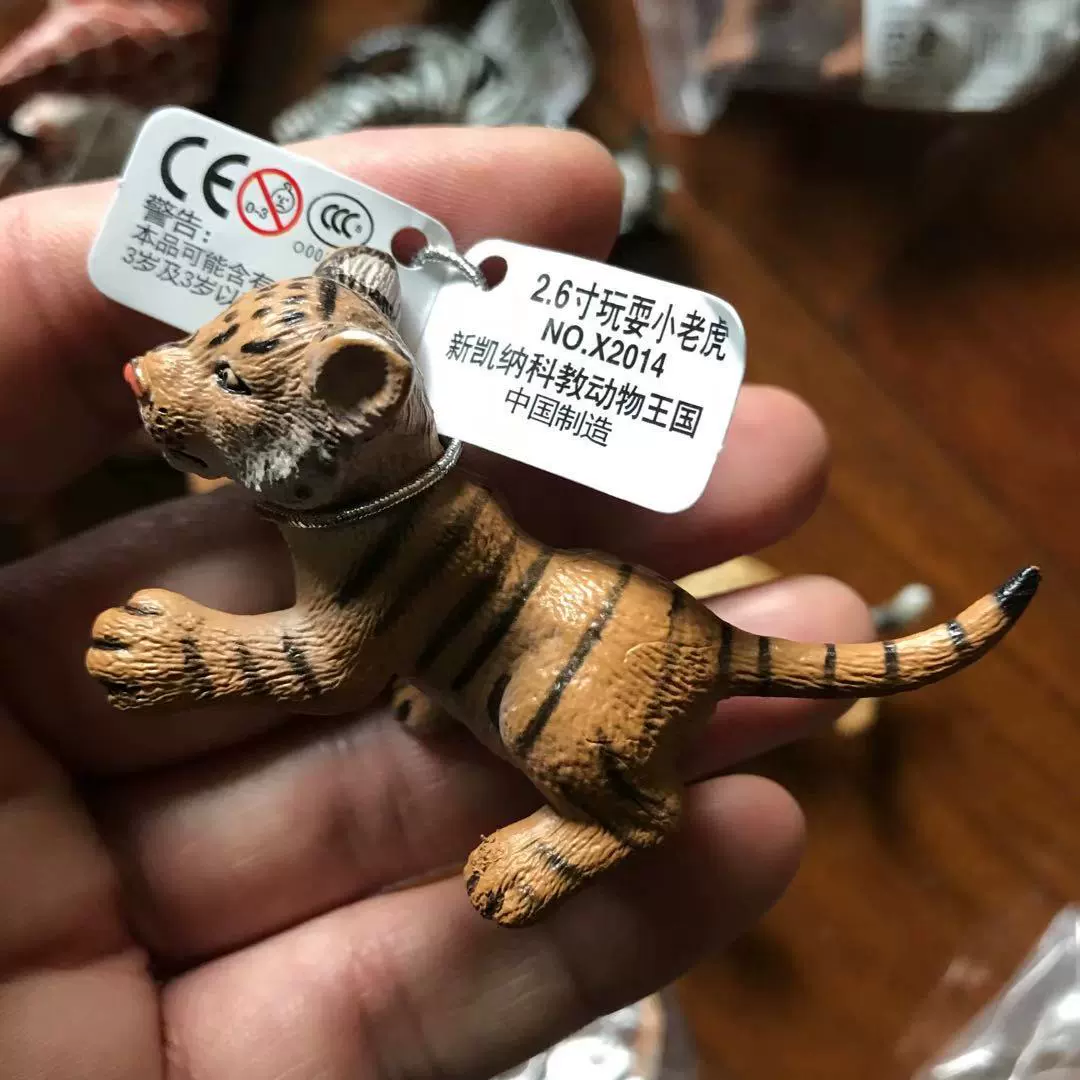 CE
0-3
CCC
警告:
本品可能含有
3岁及3岁以
2.6寸玩耍小老虎
NO.X2014
新凯纳科教动物王国
中国制造